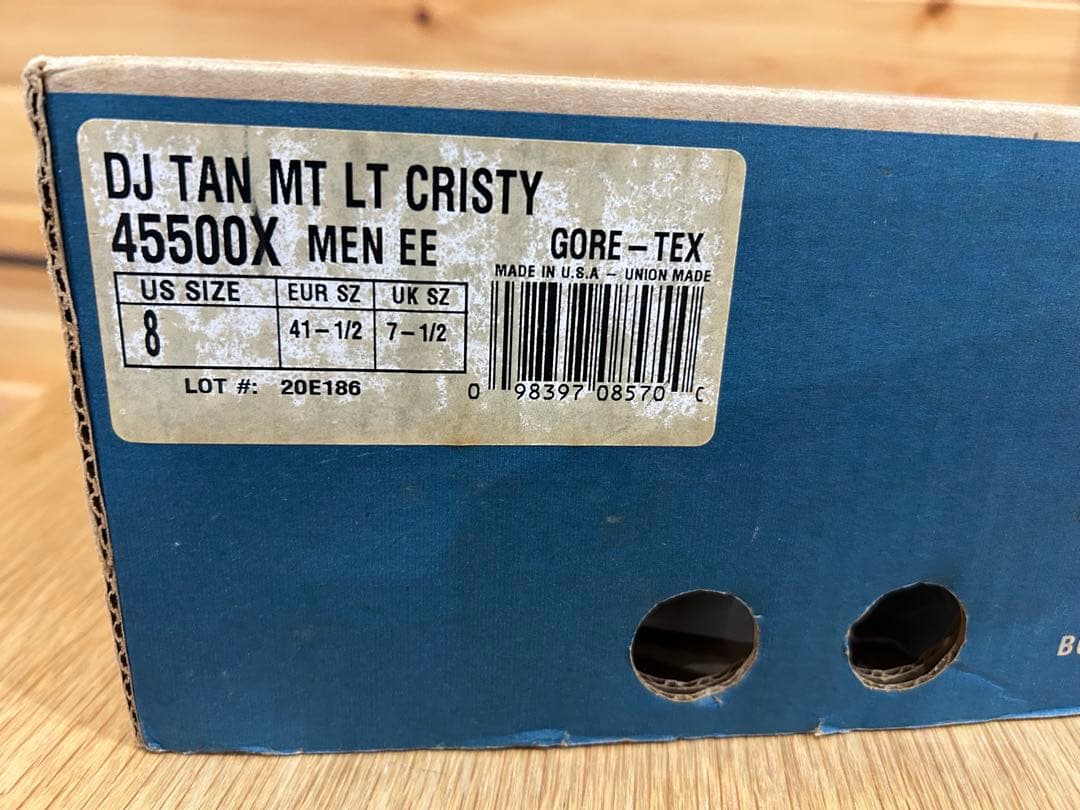 DJ TAN MT LT CRISTY
45500X MEN EE
GORE-TEX
MADE IN U.S.A - UNION MADE
US SIZE EUR SZ UK SZ
8 41-1/2 7-1/2
LOT #: 20E186
0 98397 08570